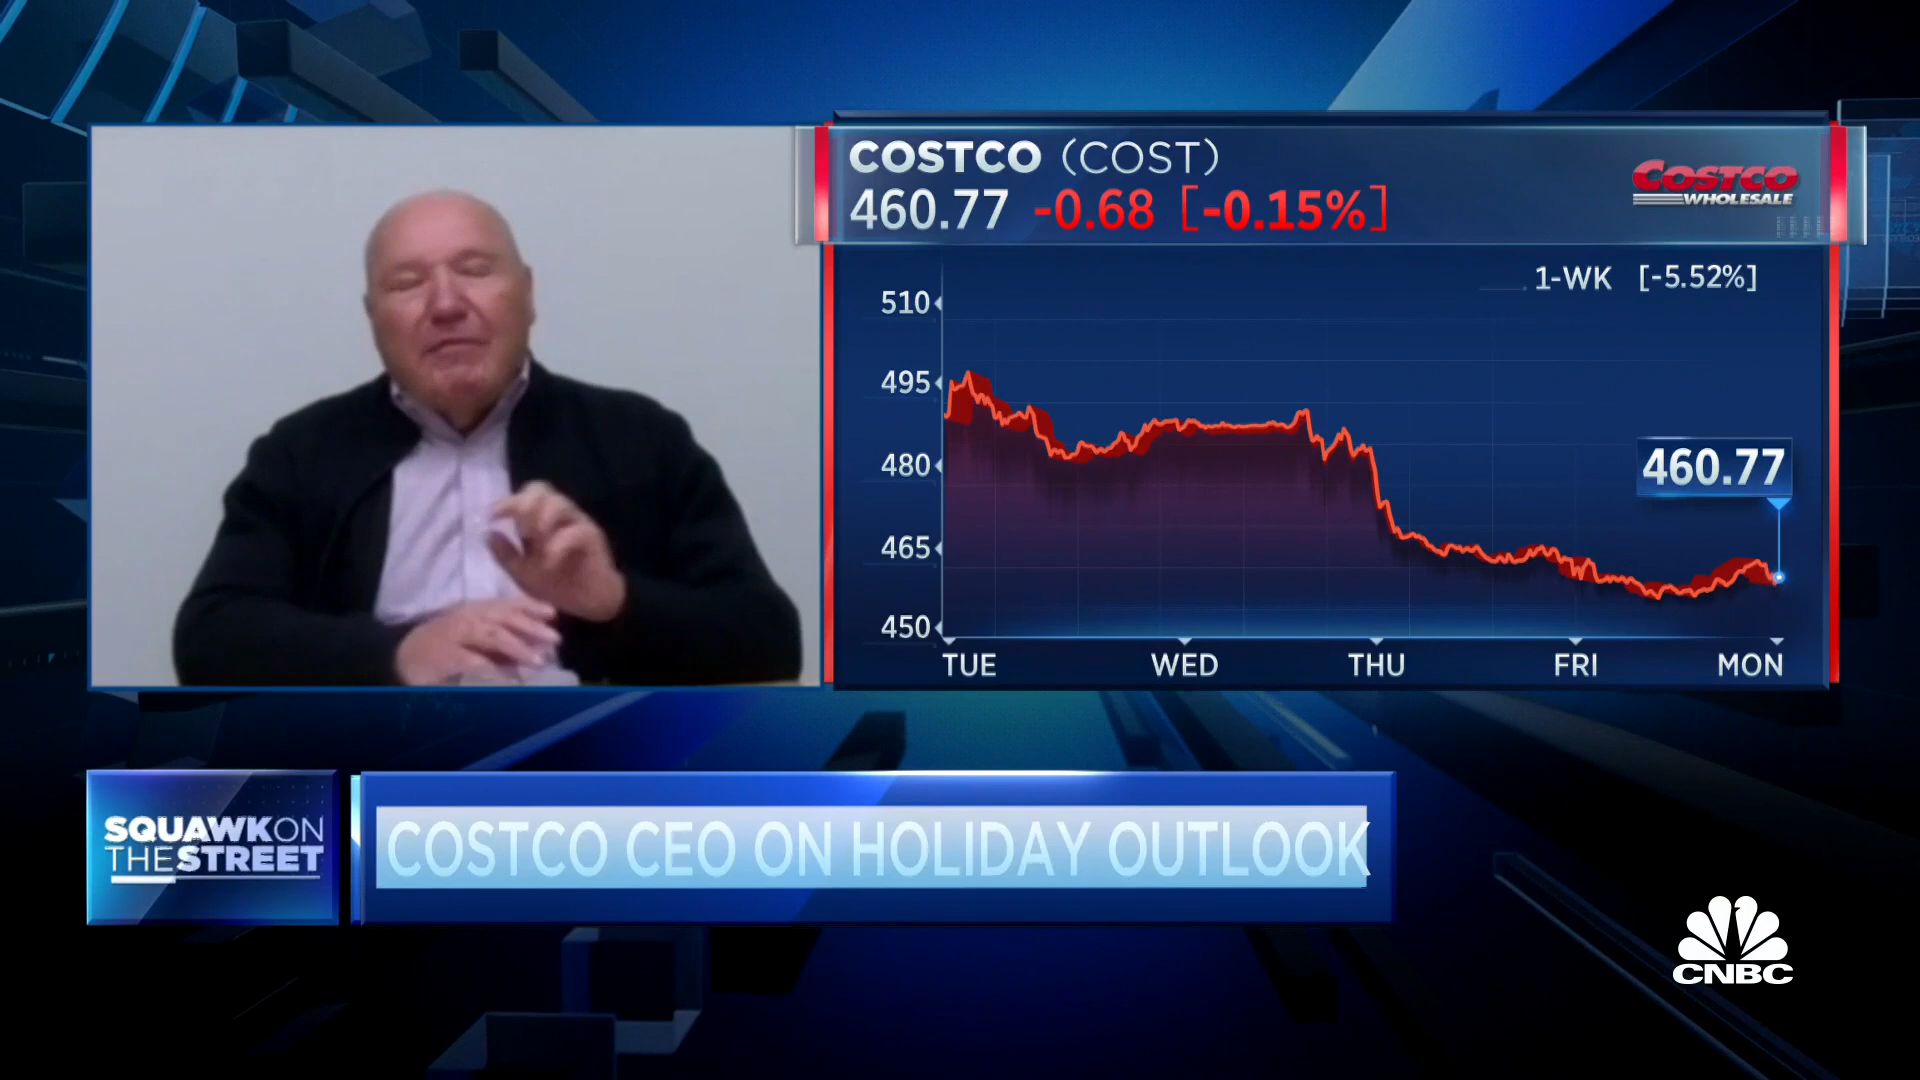 COSTCO (COST)
460.77 -0.68 [-0.15%]
COSTCO
WHOLESALE
1-WK [-5.52%]
510
495
480
465
450
460.77
TUE WED THU FRI MON
SQUAWK ON
THE STREET
COSTCO CEO ON HOLIDAY OUTLOOK
CNBC